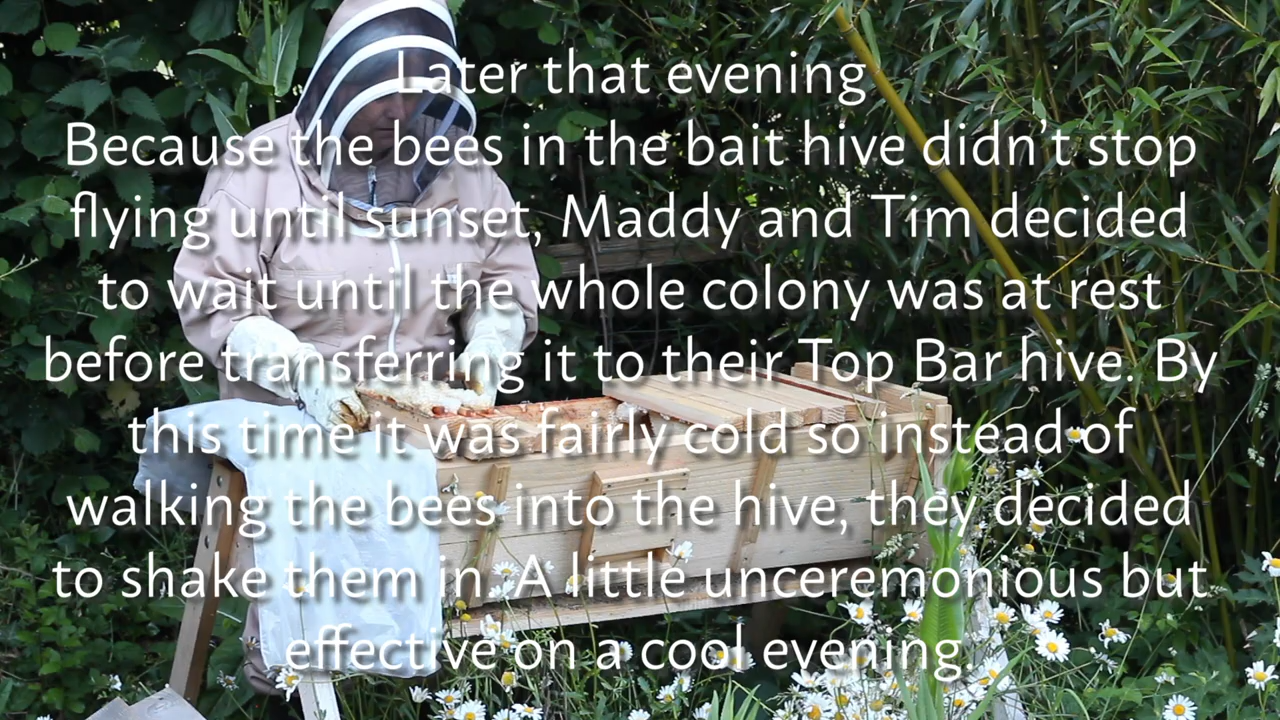 Later that evening
Because the bees in the bait hive didn't stop
flying until sunset, Maddy and Tim decided
to wait until the whole colony was at rest
before transferring it to their Top Bar hive. By
this time it was fairly cold so instead of
walking the bees into the hive, they decided
to shake them in. A little unceremonious but
effective on a cool evening.